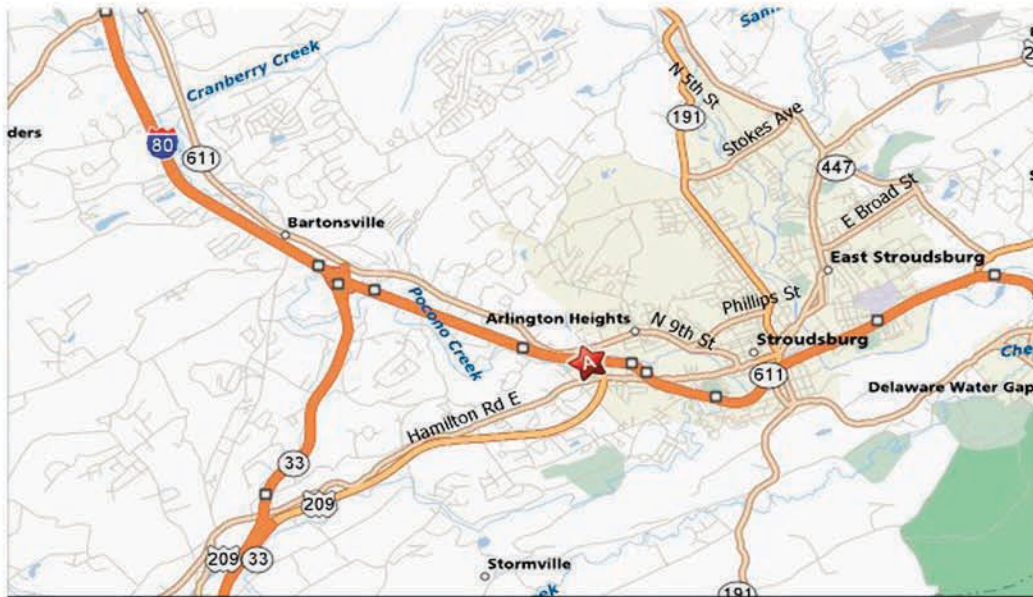 Cranberry Creek
ders
80
611
Bartonsville
N 5th St
191
Stokes Ave
447
E Broad St
East Stroudsburg
Phillips St
Pocono Creek
Arlington Heights
N 9th St
Stroudsburg
A
611
Delaware Water Gap
Hamilton Rd E
33
209
209
33
Stormville
191